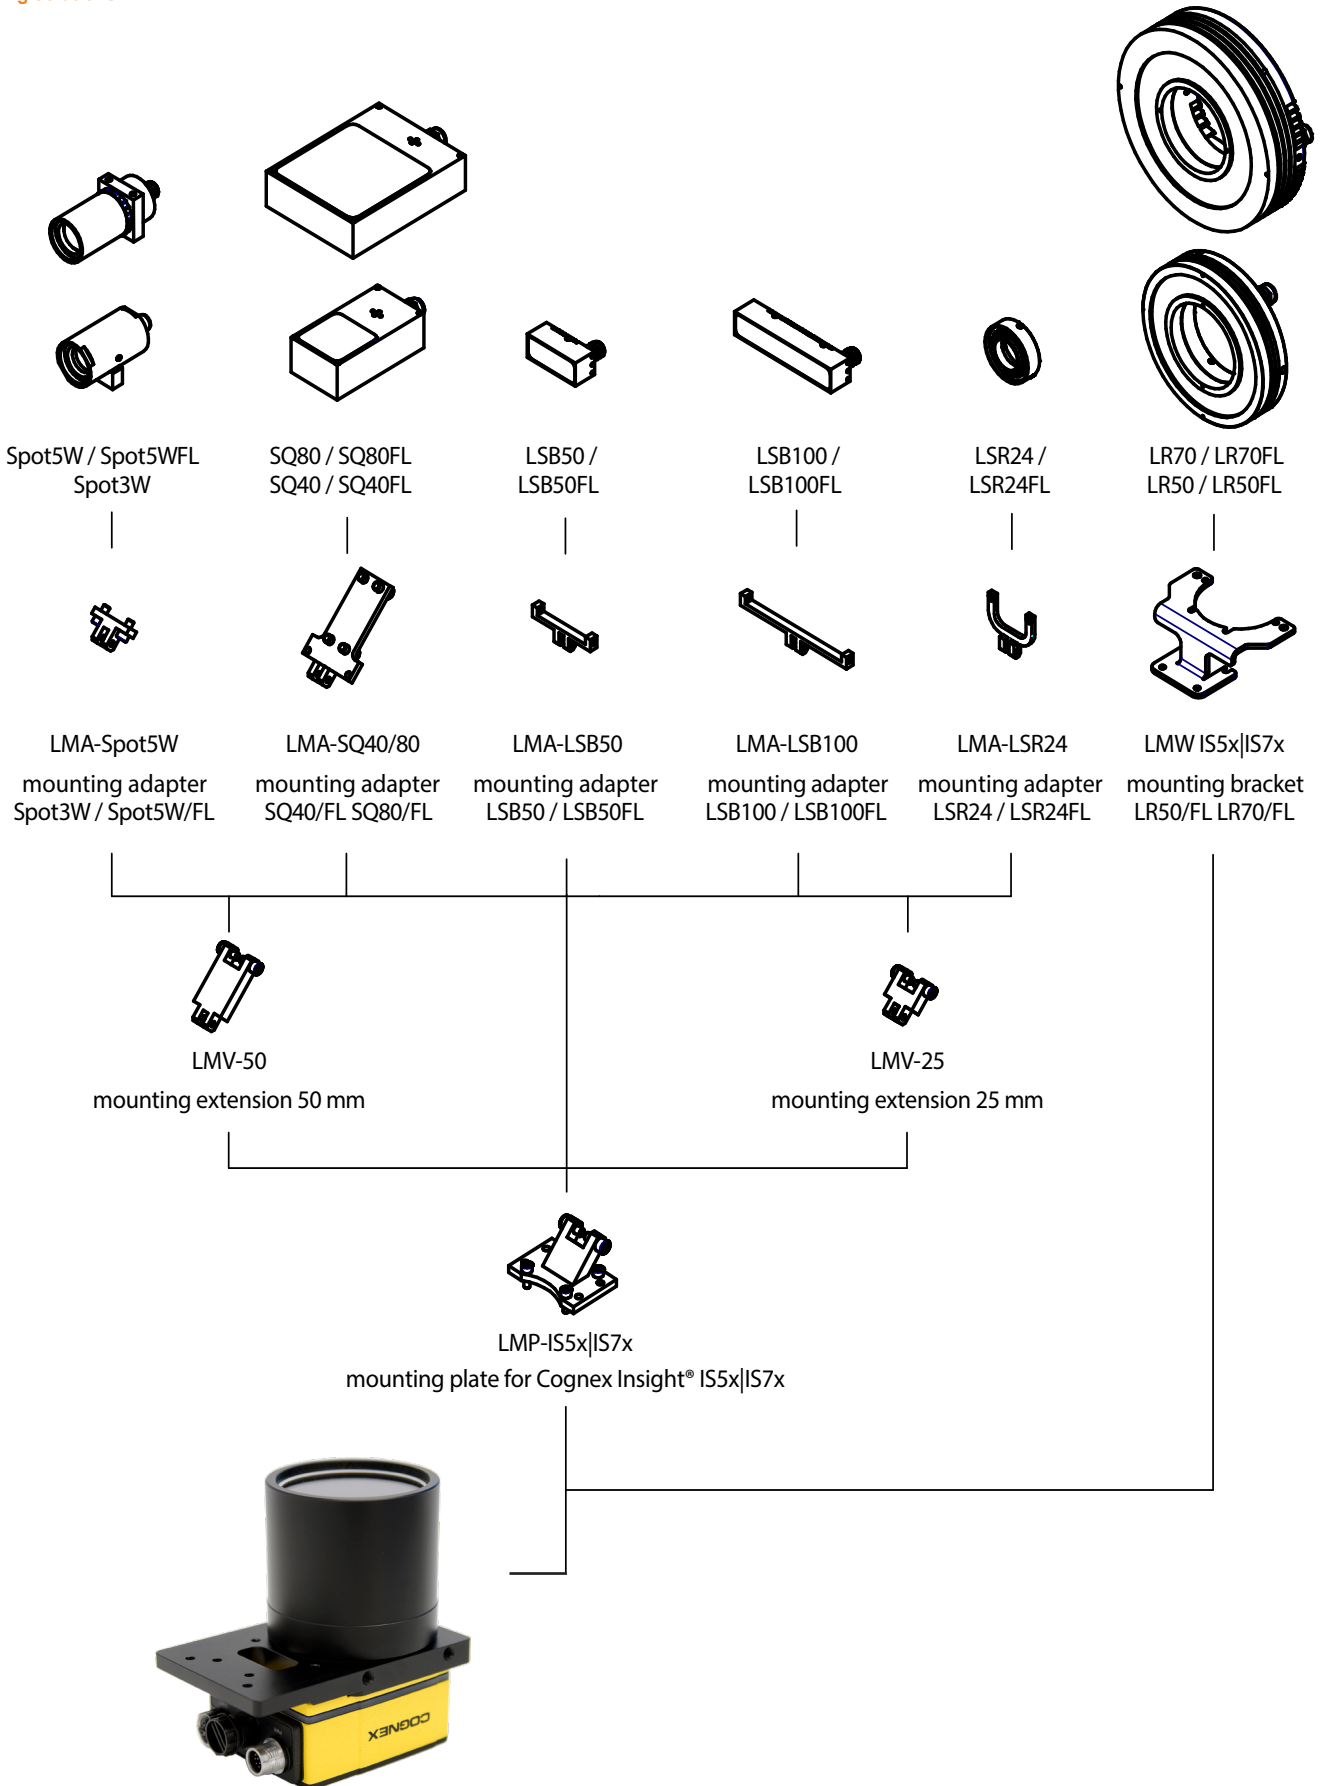 Spot5W / Spot5WFL
Spot3W
SQ80 / SQ80FL
SQ40 / SQ40FL
LSB50 /
LSB50FL
LSB100 /
LSB100FL
LSR24 /
LSR24FL
LR70 / LR70FL
LR50 / LR50FL
LMA-Spot5W
mounting adapter
Spot3W / Spot5W/FL
LMA-SQ40/80
mounting adapter
SQ40/FL SQ80/FL
LMA-LSB50
mounting adapter
LSB50 / LSB50FL
LMA-LSB100
mounting adapter
LSB100 / LSB100FL
LMA-LSR24
mounting adapter
LSR24 / LSR24FL
LMW IS5x|IS7x
mounting bracket
LR50/FL LR70/FL
LMV-50
mounting extension 50 mm
LMV-25
mounting extension 25 mm
LMP-IS5x|IS7x
mounting plate for Cognex Insight® IS5x|IS7x
COGNEX